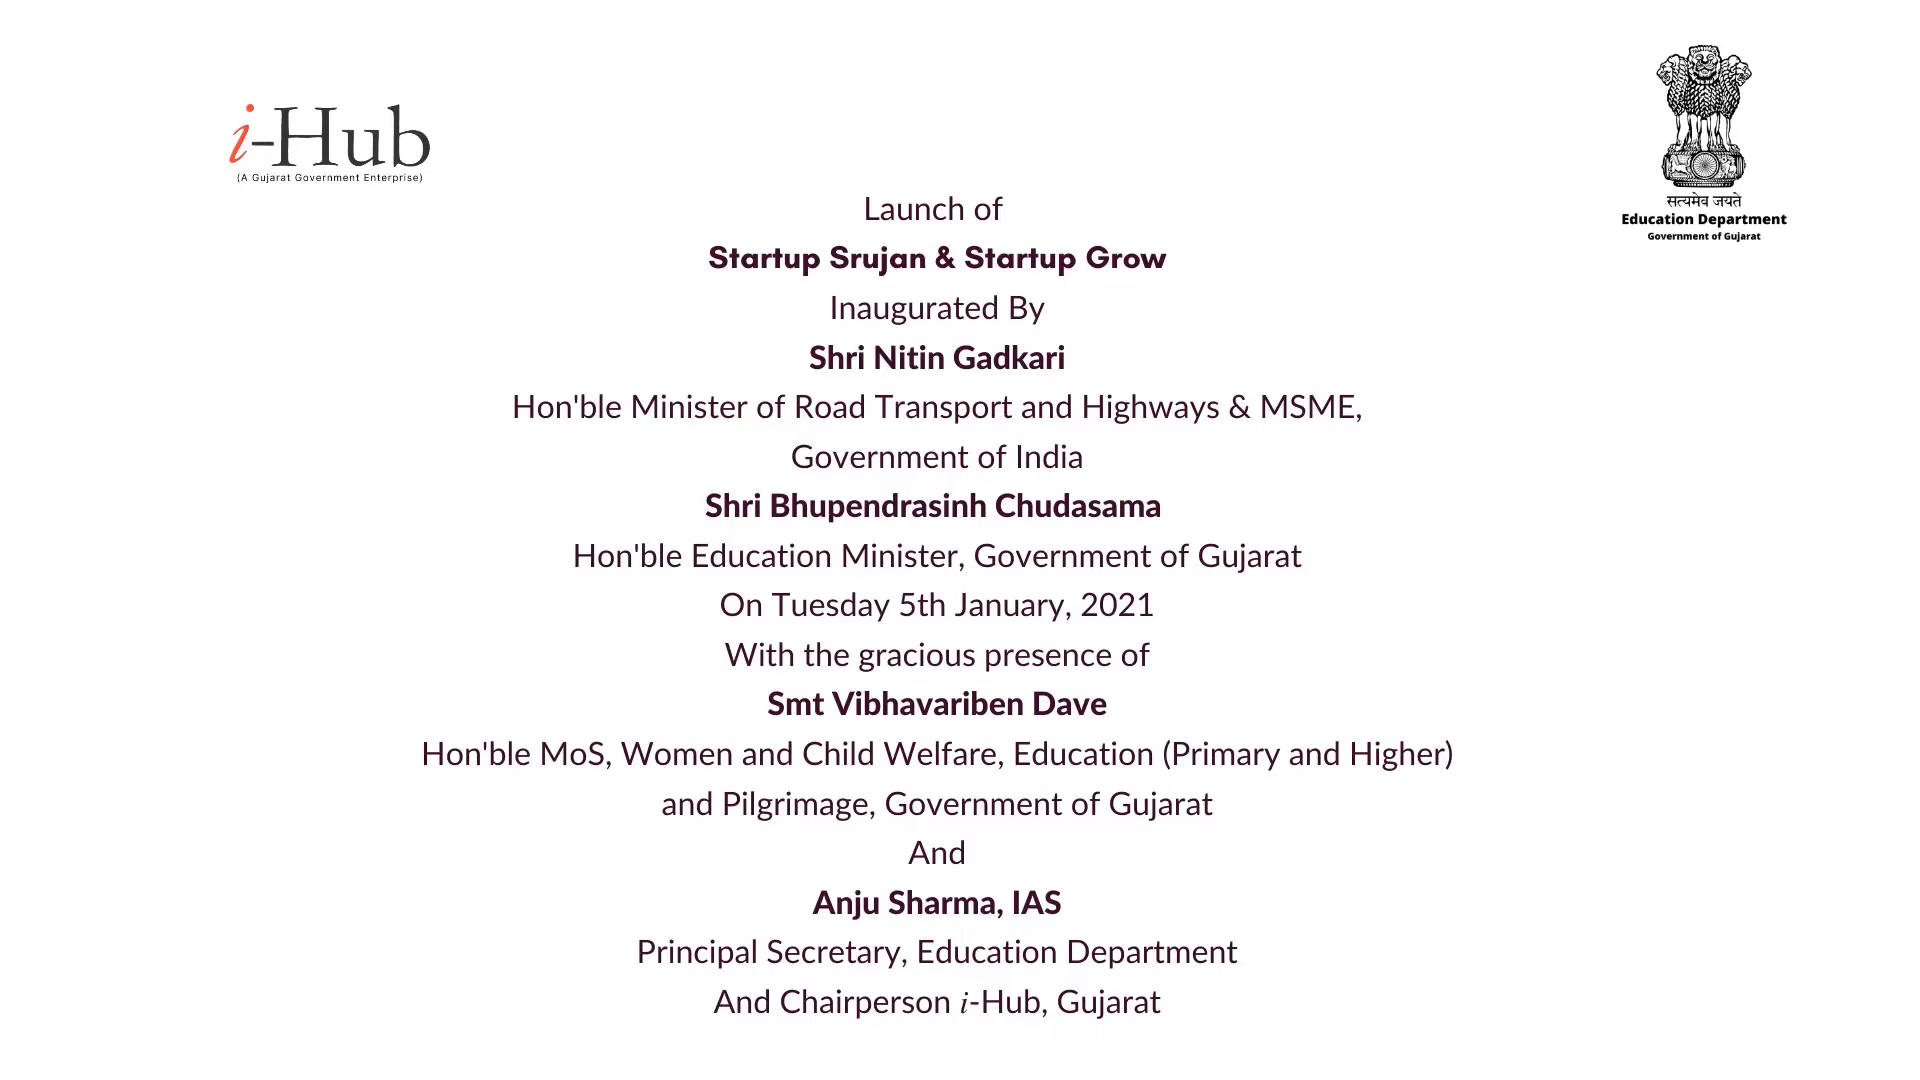 i-Hub
(A Gujarat Government Enterprise)
सत्यमेव जयते
Education Department
Government of Gujarat
Launch of
Startup Srujan & Startup Grow
Inaugurated By
Shri Nitin Gadkari
Hon'ble Minister of Road Transport and Highways & MSME,
Government of India
Shri Bhupendrasinh Chudasama
Hon'ble Education Minister, Government of Gujarat
On Tuesday 5th January, 2021
With the gracious presence of
Smt Vibhavariben Dave
Hon'ble MoS, Women and Child Welfare, Education (Primary and Higher)
and Pilgrimage, Government of Gujarat
And
Anju Sharma, IAS
Principal Secretary, Education Department
And Chairperson i-Hub, Gujarat